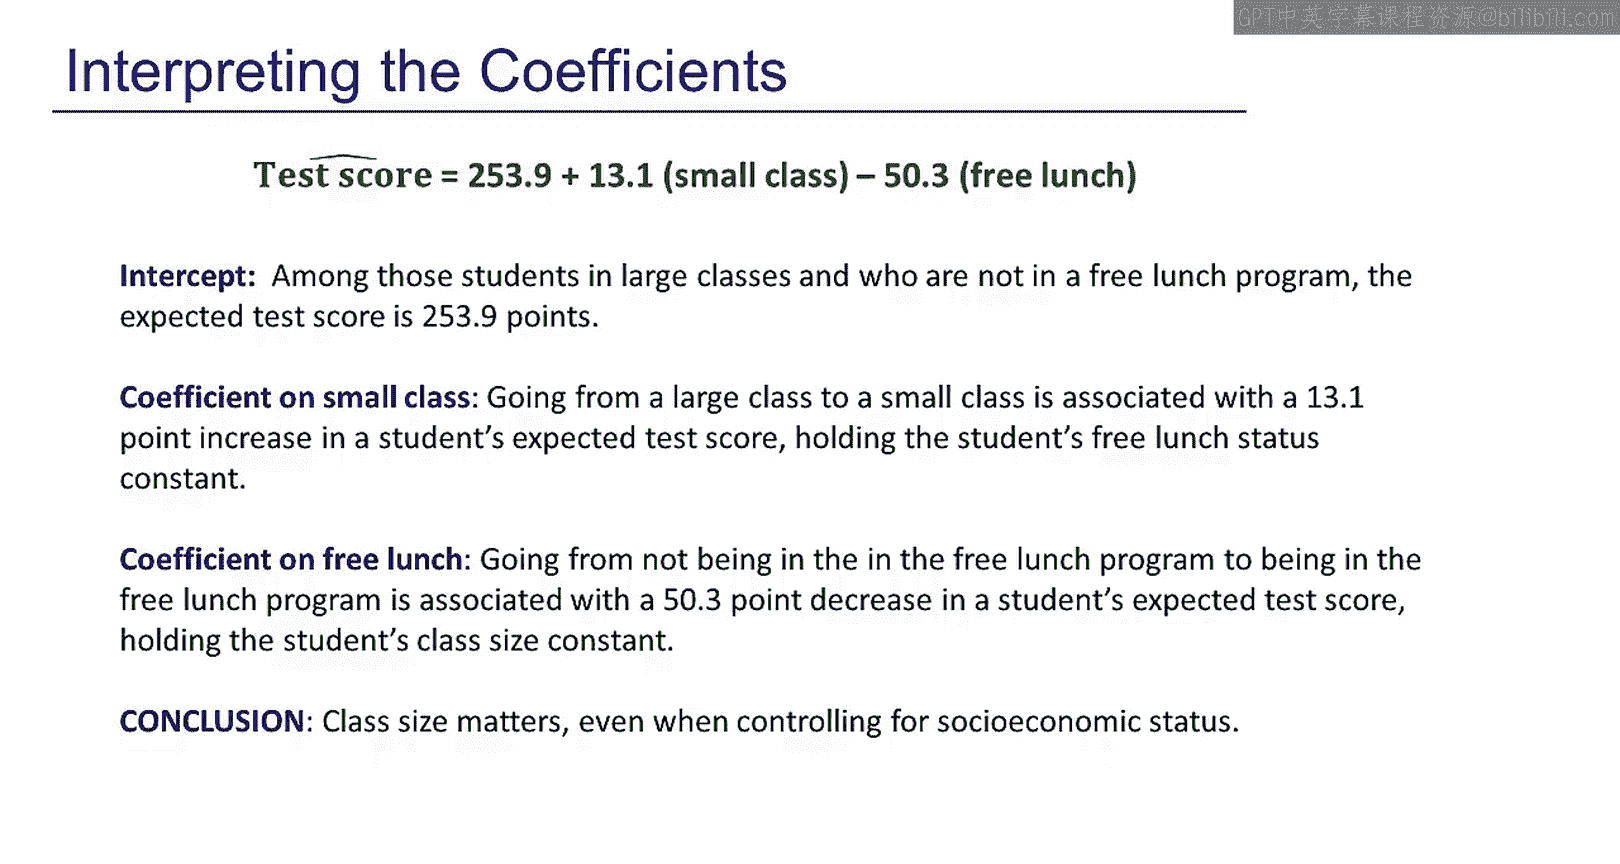 GPT中英字幕课程资源@bilibili.com
Interpreting the Coefficients
Test score = 253.9 + 13.1 (small class) – 50.3 (free lunch)
Intercept: Among those students in large classes and who are not in a free lunch program, the
expected test score is 253.9 points.
Coefficient on small class: Going from a large class to a small class is associated with a 13.1
point increase in a student’s expected test score, holding the student’s free lunch status
constant.
Coefficient on free lunch: Going from not being in the in the free lunch program to being in the
free lunch program is associated with a 50.3 point decrease in a student’s expected test score,
holding the student’s class size constant.
CONCLUSION: Class size matters, even when controlling for socioeconomic status.